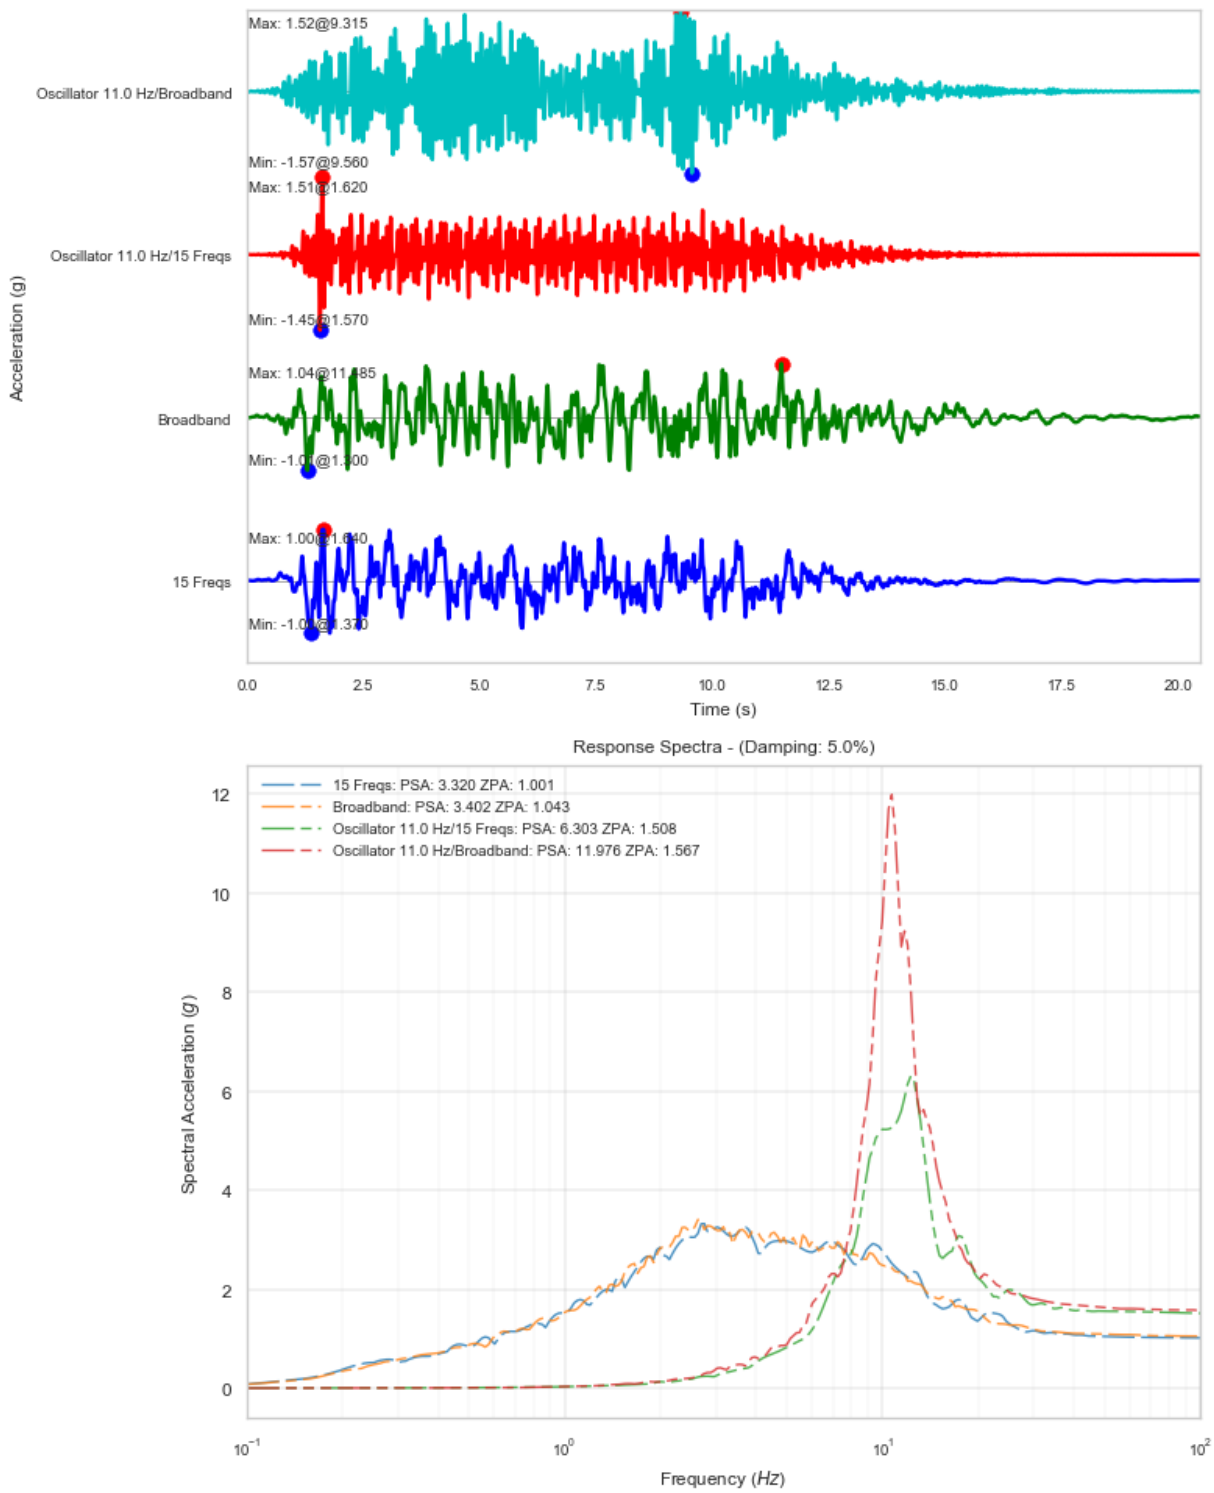 Max: 1.52@9.315
Oscillator 11.0 Hz/Broadband
Min: -1.57@9.560
Max: 1.51@1.620
Oscillator 11.0 Hz/15 Freqs
Min: -1.45@1.570
Acceleration (g)
Max: 1.04@11.485
Broadband
Min: -1.01@1.300
Max: 1.00@1.640
15 Freqs
Min: @1.370
0.0 2.5 5.0 7.5 10.0 12.5 15.0 17.5 20.0
Time (s)
Response Spectra - (Damping: 5.0%)
15 Freqs: PSA: 3.320 ZPA: 1.001
Broadband: PSA: 3.402 ZPA: 1.043
Oscillator 11.0 Hz/15 Freqs: PSA: 6.303 ZPA: 1.508
Oscillator 11.0 Hz/Broadband: PSA: 11.976 ZPA: 1.567
12
10
8
6
4
2
0
Spectral Acceleration (g)
10⁻¹ 10⁰ 10¹ 10²
Frequency (Hz)